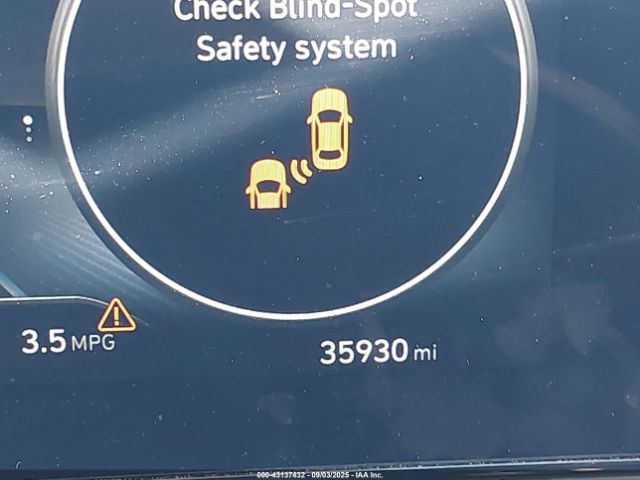 Check Blind-Spot
Safety system
3.5 MPG
35930 mi
000-43137432 - 09/03/2025 - IAA Inc.